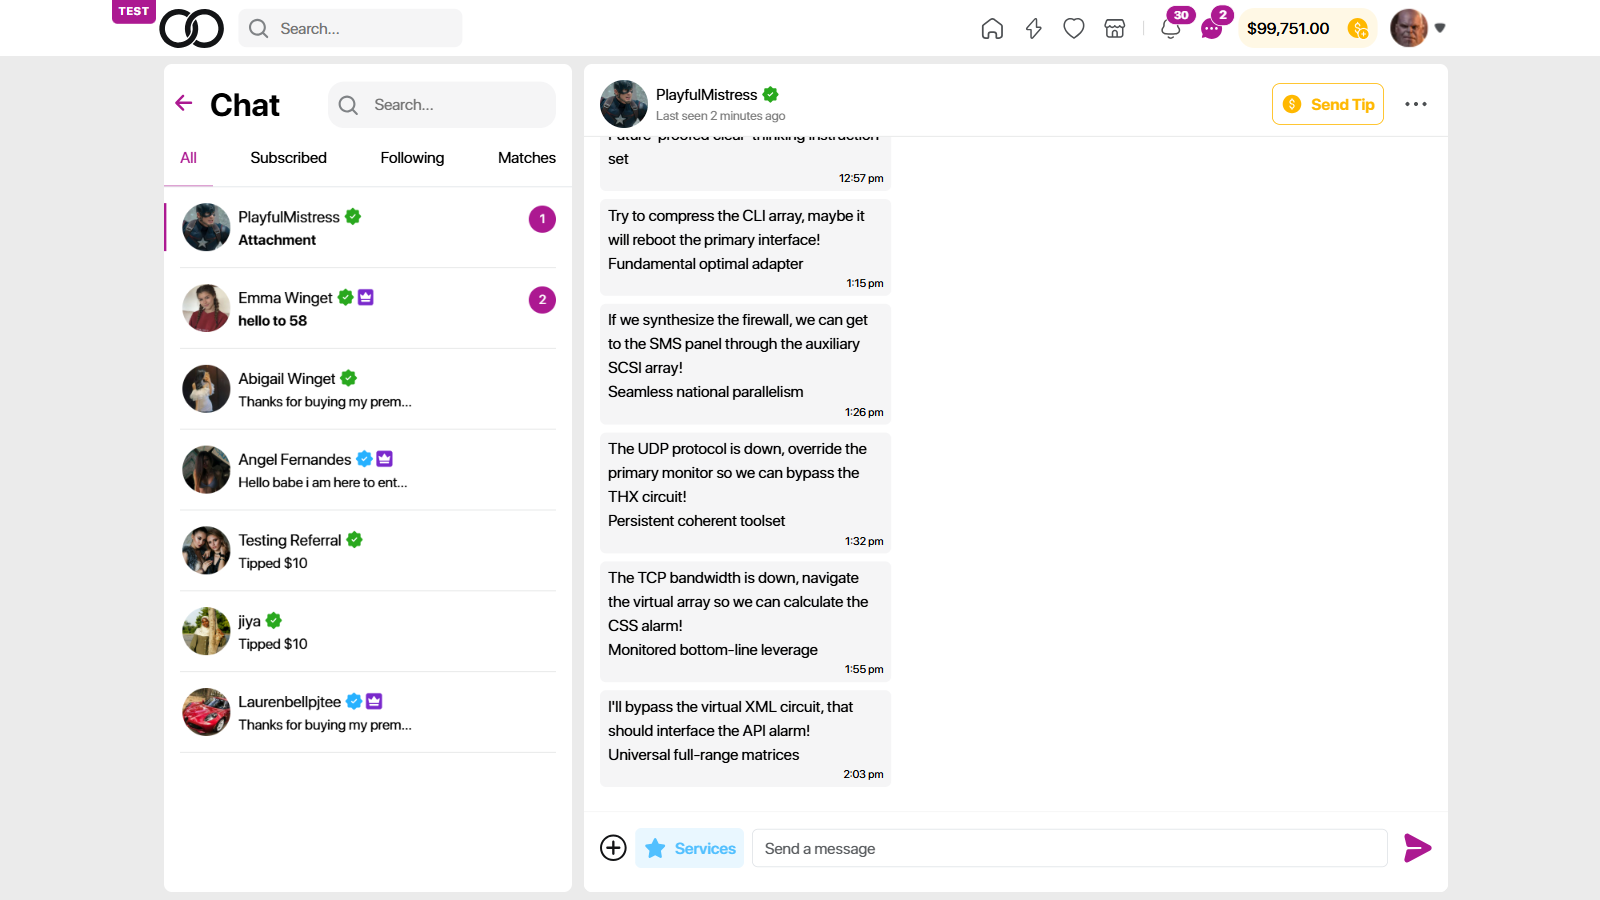 TEST
Search...
30
2
$99,751.00
Chat
Search...
All
Subscribed
Following
Matches
PlayfulMistress
Attachment
1
Emma Winget
hello to 58
2
Abigail Winget
Thanks for buying my prem...
Angel Fernandes
Hello babe i am here to ent...
Testing Referral
Tipped $10
jiya
Tipped $10
Laurenbellpjtee
Thanks for buying my prem...
PlayfulMistress
Last seen 2 minutes ago
Send Tip
Future-proofed clear-thinking instruction
set
12:57 pm
Try to compress the CLI array, maybe it
will reboot the primary interface!
Fundamental optimal adapter
1:15 pm
If we synthesize the firewall, we can get
to the SMS panel through the auxiliary
SCSI array!
Seamless national parallelism
1:26 pm
The UDP protocol is down, override the
primary monitor so we can bypass the
THX circuit!
Persistent coherent toolset
1:32 pm
The TCP bandwidth is down, navigate
the virtual array so we can calculate the
CSS alarm!
Monitored bottom-line leverage
1:55 pm
I'll bypass the virtual XML circuit, that
should interface the API alarm!
Universal full-range matrices
2:03 pm
Services
Send a message